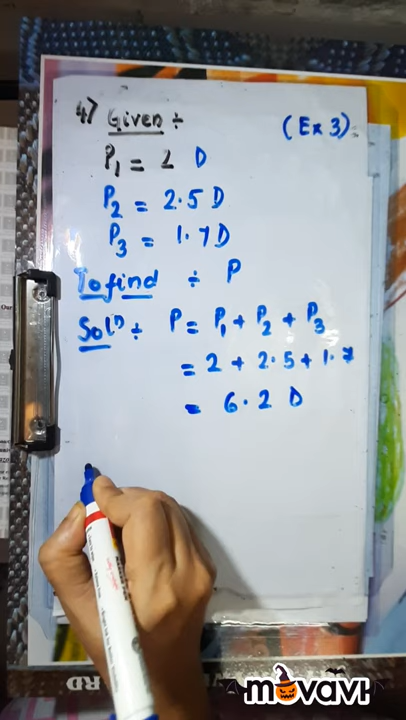 4) Given ÷
(Ex 3)
P₁ = 2 D
P₂ = 2.5 D
P₃ = 1.7 D
To find ÷ P
Solⁿ ÷ P = P₁ + P₂ + P₃
= 2 + 2.5 + 1.7
= 6.2 D
movavi